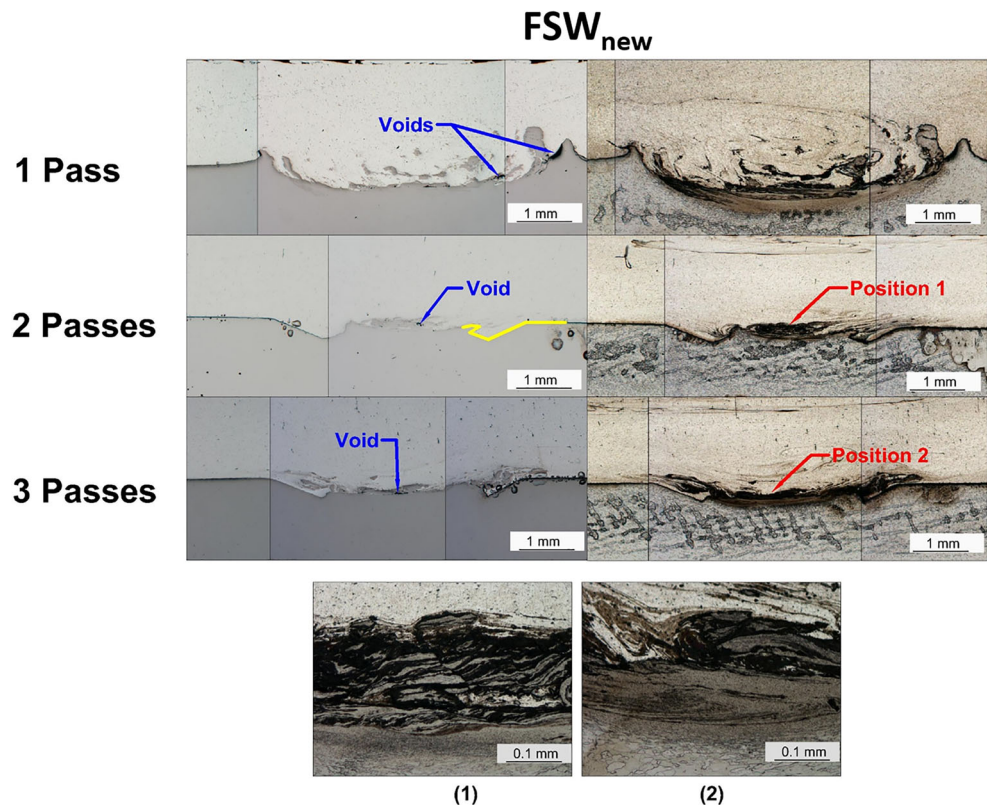 FSWnew
1 Pass
Voids
1 mm
1 mm
2 Passes
Void
Position 1
1 mm
1 mm
3 Passes
Void
Position 2
1 mm
1 mm
0.1 mm
0.1 mm
(1)
(2)